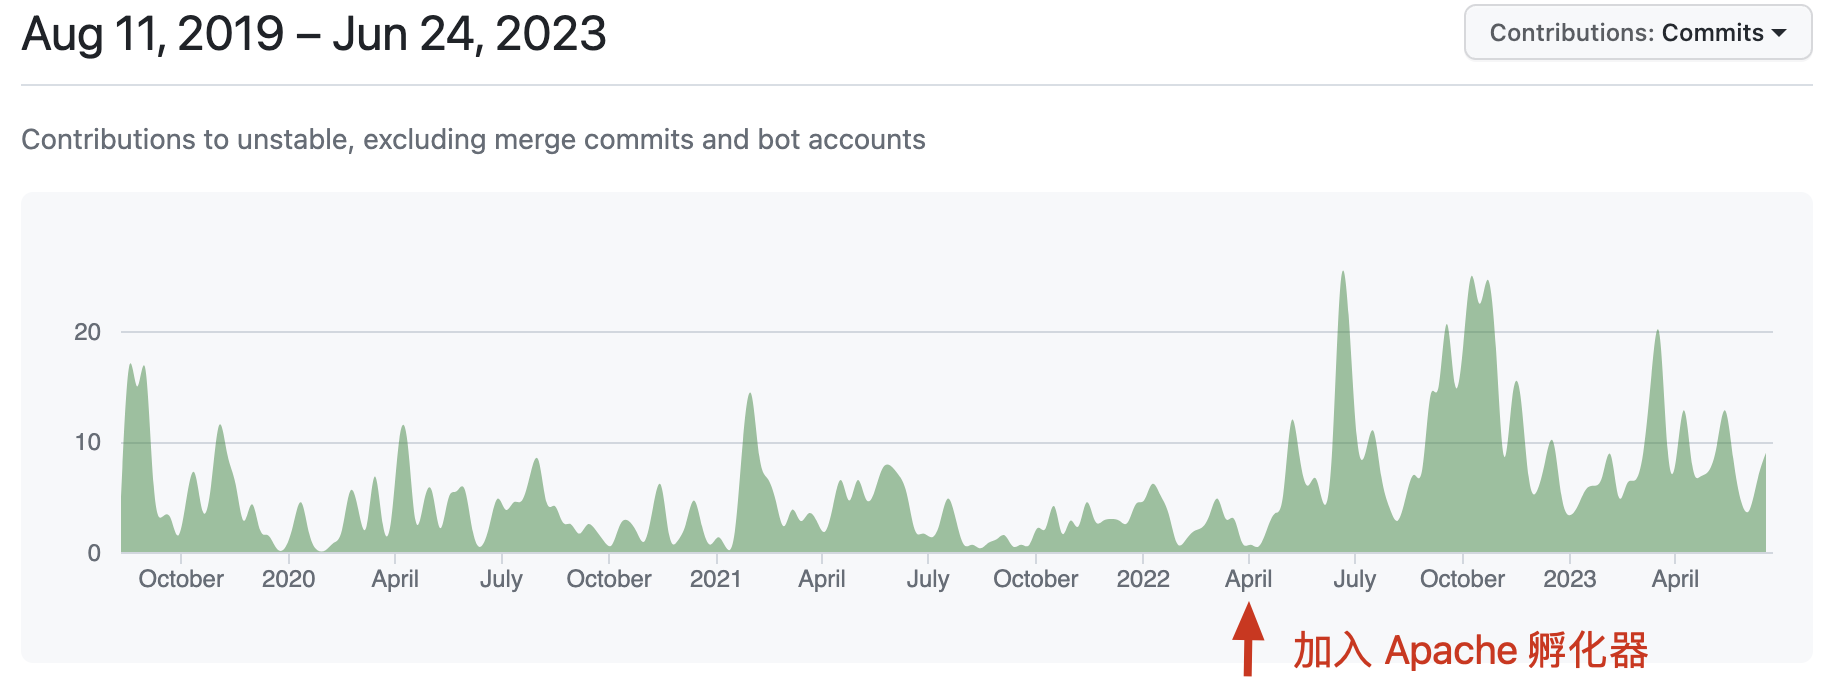 Aug 11, 2019 – Jun 24, 2023
Contributions: Commits
Contributions to unstable, excluding merge commits and bot accounts
20
10
0
October 2020 April July October 2021 April July October 2022 April July October 2023 April
加入 Apache 孵化器